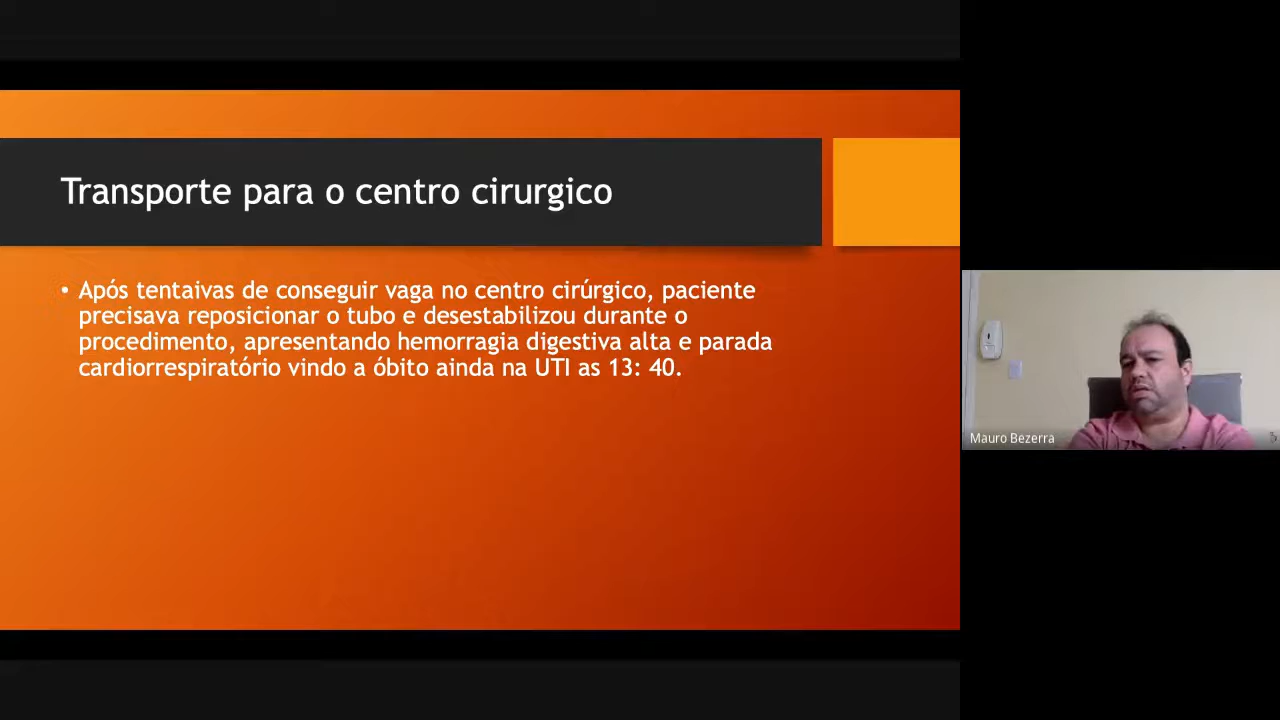 Transporte para o centro cirurgico
• Após tentaivas de conseguir vaga no centro cirúrgico, paciente
precisava reposicionar o tubo e desestabilizou durante o
procedimento, apresentando hemorragia digestiva alta e parada
cardiorrespiratório vindo a óbito ainda na UTI as 13: 40.
Mauro Bezerra